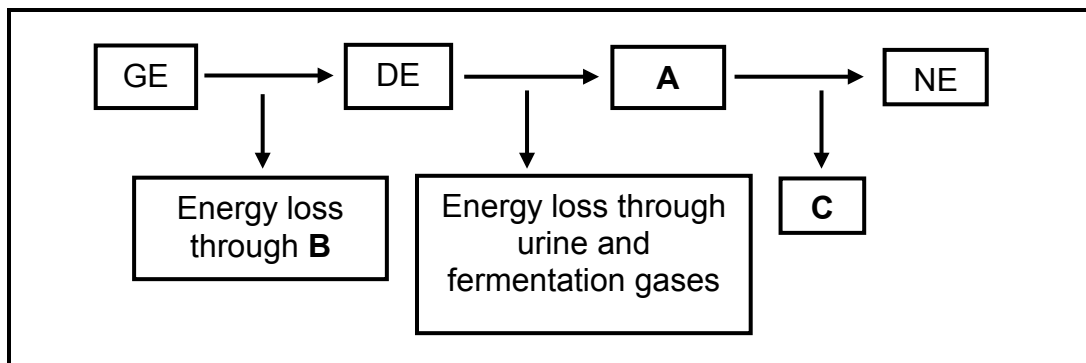 GE
DE
A
NE
Energy loss
through B
Energy loss through
urine and
fermentation gases
C